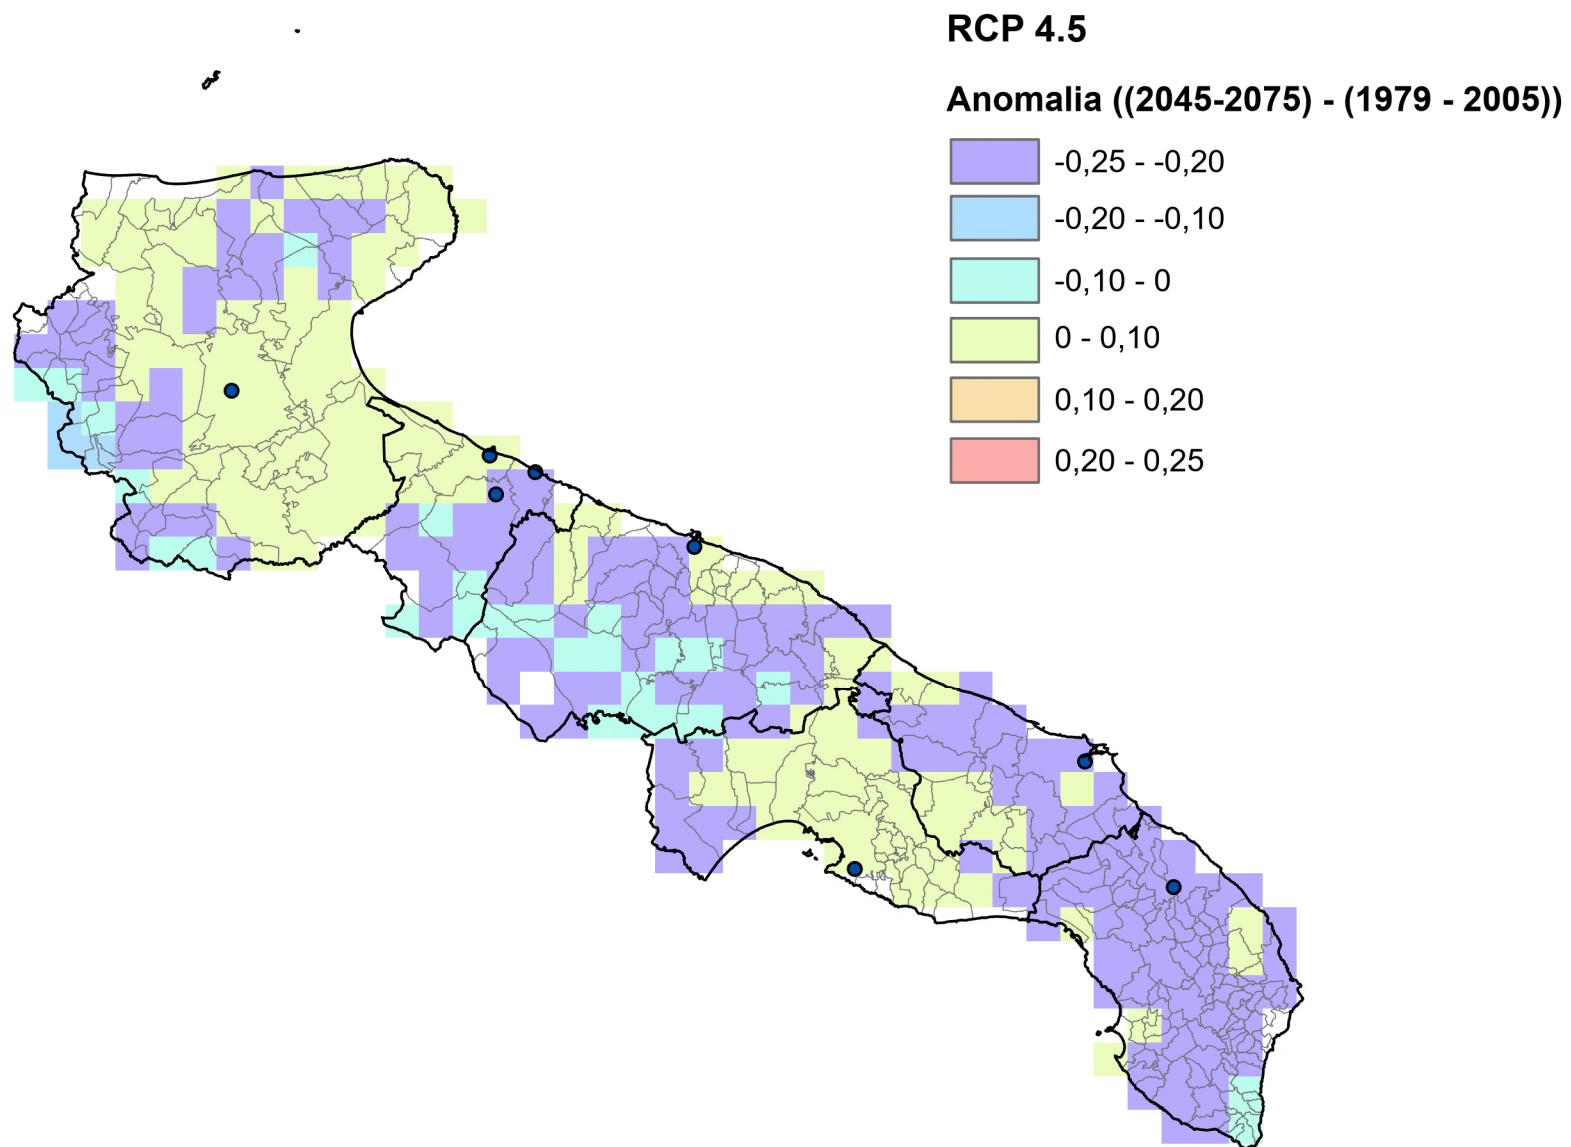 RCP 4.5
Anomalia ((2045-2075) - (1979 - 2005))
-0,25 - -0,20
-0,20 - -0,10
-0,10 - 0
0 - 0,10
0,10 - 0,20
0,20 - 0,25